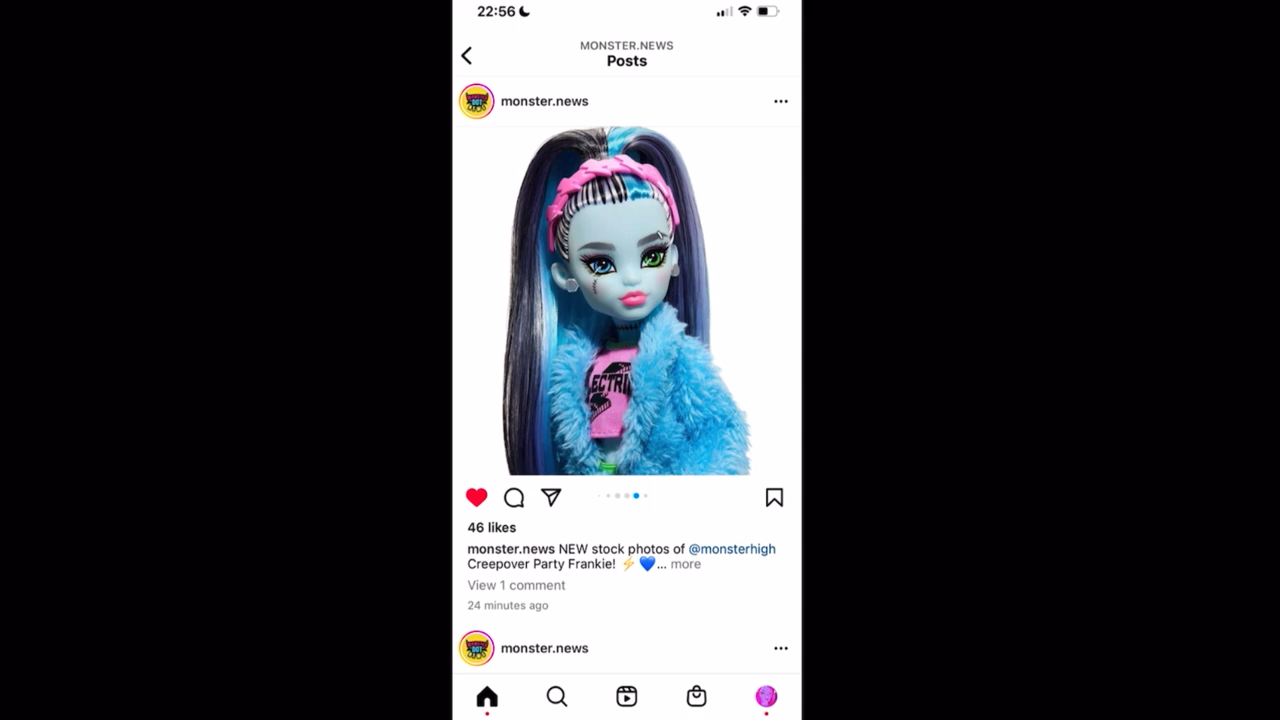 22:56
MONSTER.NEWS
Posts
monster.news
46 likes
monster.news NEW stock photos of @monsterhigh
Creepover Party Frankie! ⚡ 💙... more
View 1 comment
24 minutes ago
monster.news